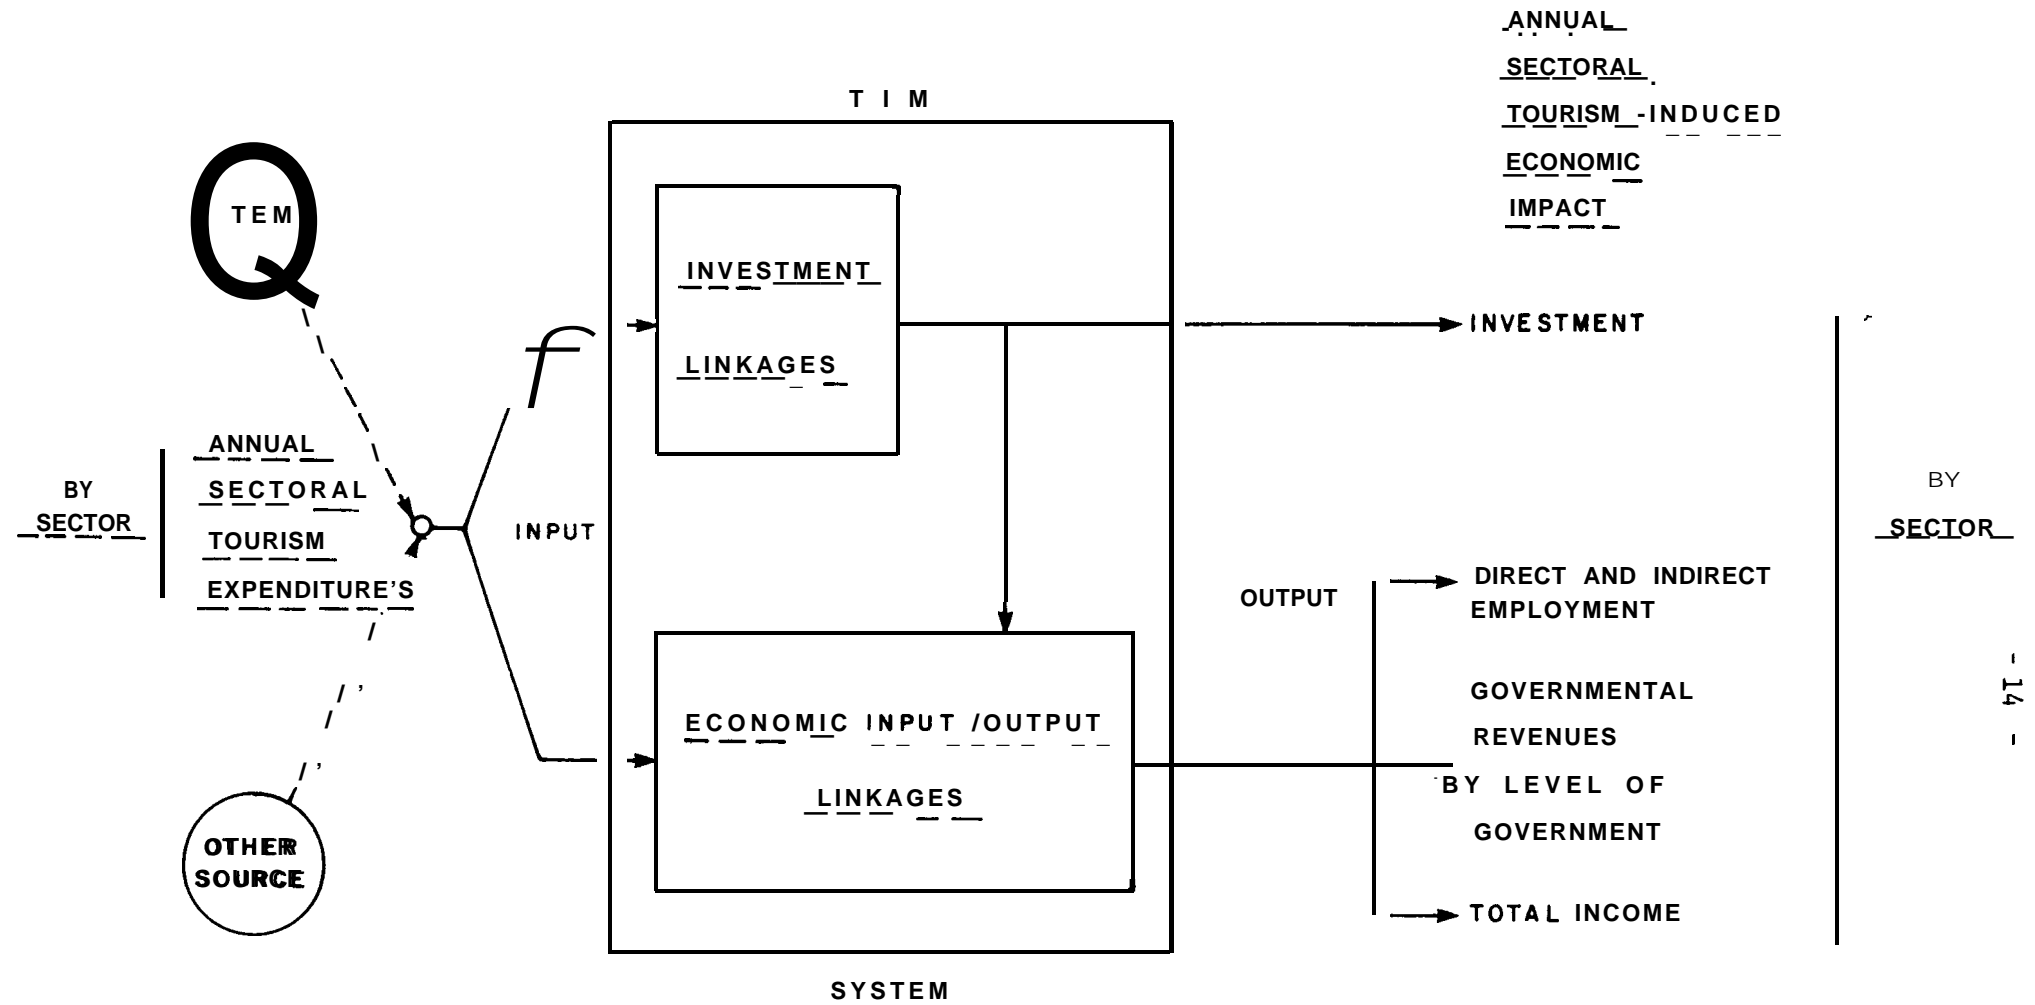 ANNUAL
SECTORAL
TOURISM -INDUCED
ECONOMIC
IMPACT
T I M
Q
TEM
f
INVESTMENT
LINKAGES
INVESTMENT
BY
SECTOR
ANNUAL
SECTORAL
TOURISM
EXPENDITURE'S
INPUT
BY
SECTOR
OUTPUT
DIRECT AND INDIRECT
EMPLOYMENT
GOVERNMENTAL
REVENUES
BY LEVEL OF
GOVERNMENT
TOTAL INCOME
ECONOMIC INPUT /OUTPUT
LINKAGES
OTHER
SOURCE
SYSTEM
- 14 -